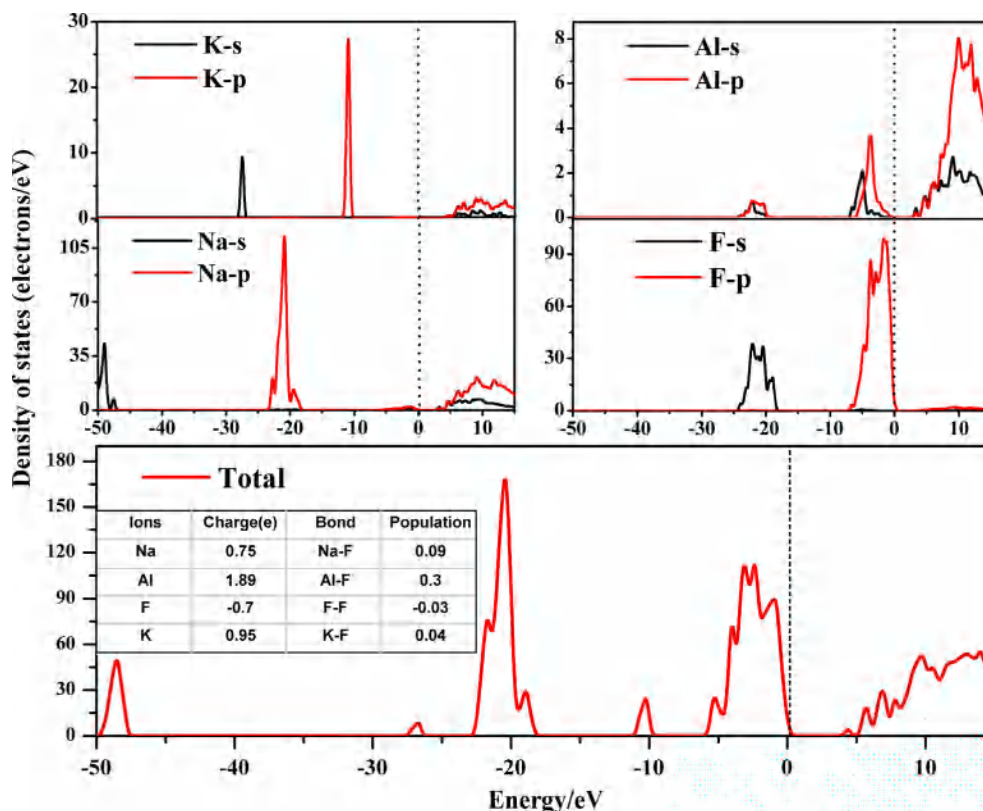 Density of states (electrons/eV)
30
20
10
0
K-s
K-p
8
6
4
2
0
Al-s
Al-p
105
70
35
0
Na-s
Na-p
-50 -40 -30 -20 -10 0 10
90
60
30
0
F-s
F-p
-50 -40 -30 -20 -10 0 10
180
150
120
90
60
30
0
Total
Ions Charge(e) Bond Population
Na 0.75 Na-F 0.09
Al 1.89 Al-F 0.3
F -0.7 F-F -0.03
K 0.95 K-F 0.04
-50 -40 -30 -20 -10 0 10
Energy/eV